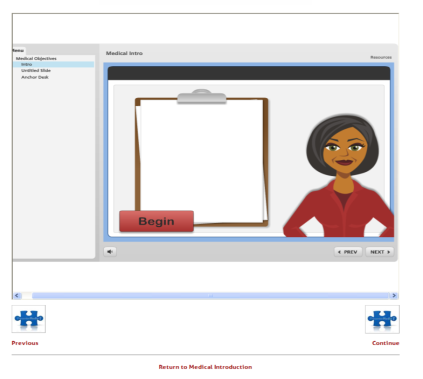 Menu
Medical Intro
Resources
Medical Objectives
Intro
Untitled Slide
Anchor Desk
Begin
PREV
NEXT
Previous
Continue
Return to Medical Introduction